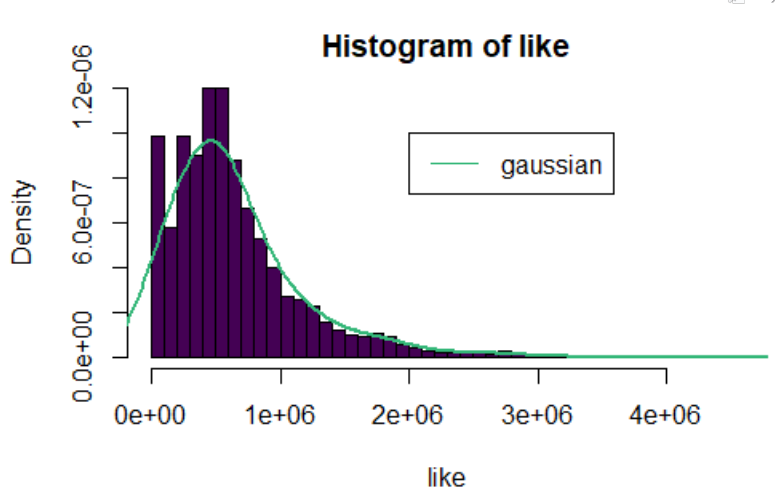 Histogram of like
Density
1.2e-06
6.0e-07
0.0e+00
gaussian
0e+00 1e+06 2e+06 3e+06 4e+06
like